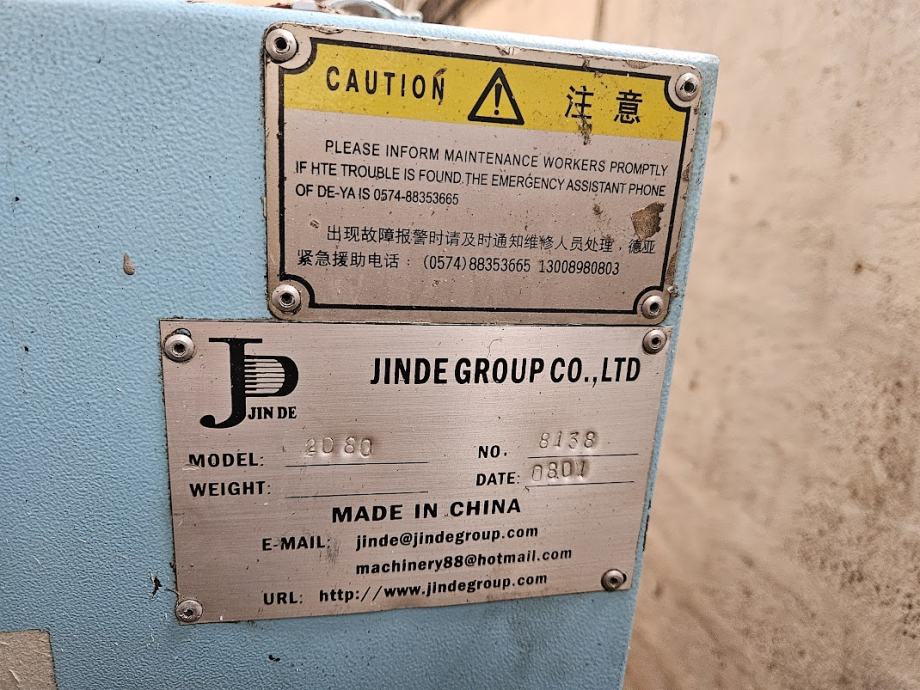 CAUTION 注意
PLEASE INFORM MAINTENANCE WORKERS PROMPTLY
IF HTE TROUBLE IS FOUND.THE EMERGENCY ASSISTANT PHONE
OF DE-YA IS 0574-88353665
出现故障报警时请及时通知维修人员处理，德亚
紧急援助电话：(0574)88353665 13008980803
JIN DE
JINDE GROUP CO.,LTD
MODEL: 2080 NO. 8138
WEIGHT: DATE: 0801
MADE IN CHINA
E-MAIL: jinde@jindegroup.com
machinery88@hotmail.com
URL: http://www.jindegroup.com